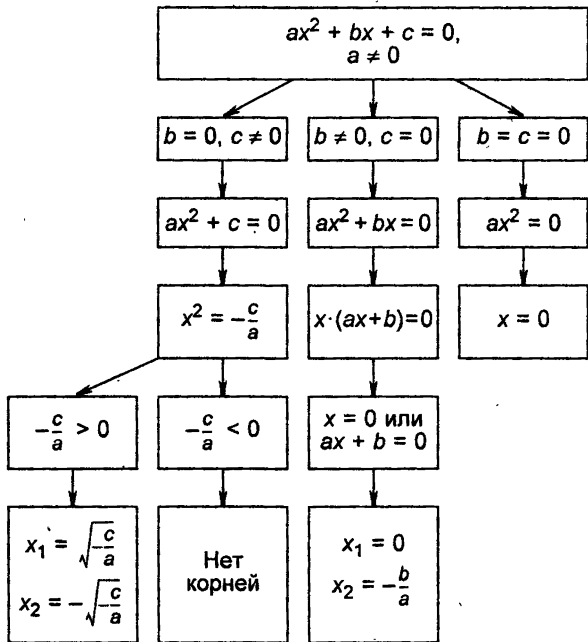 ax² + bx + c = 0,
a ≠ 0
b = 0, c ≠ 0
b ≠ 0, c = 0
b = c = 0
ax² + c = 0
ax² + bx = 0
ax² = 0
x² = -c/a
x·(ax+b)=0
x = 0
-c/a > 0
-c/a < 0
x = 0 или
ax + b = 0
x₁ = √(-c/a)
x₂ = -√(-c/a)
Нет
корней
x₁ = 0
x₂ = -b/a